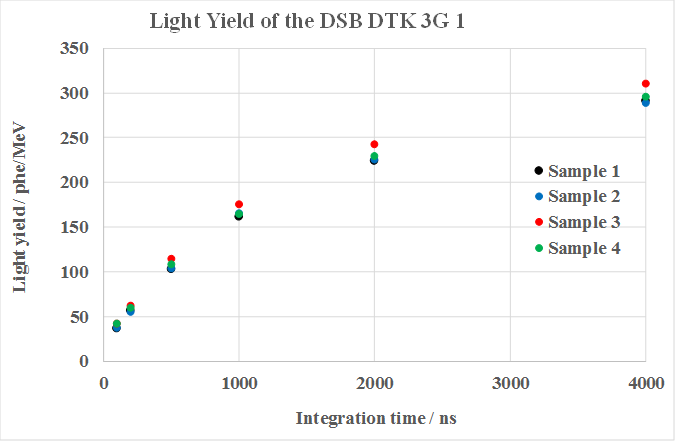 Light Yield of the DSB DTK 3G 1
350
300
250
200
150
100
50
0
Light yield / phe/MeV
Sample 1
Sample 2
Sample 3
Sample 4
0 1000 2000 3000 4000
Integration time / ns